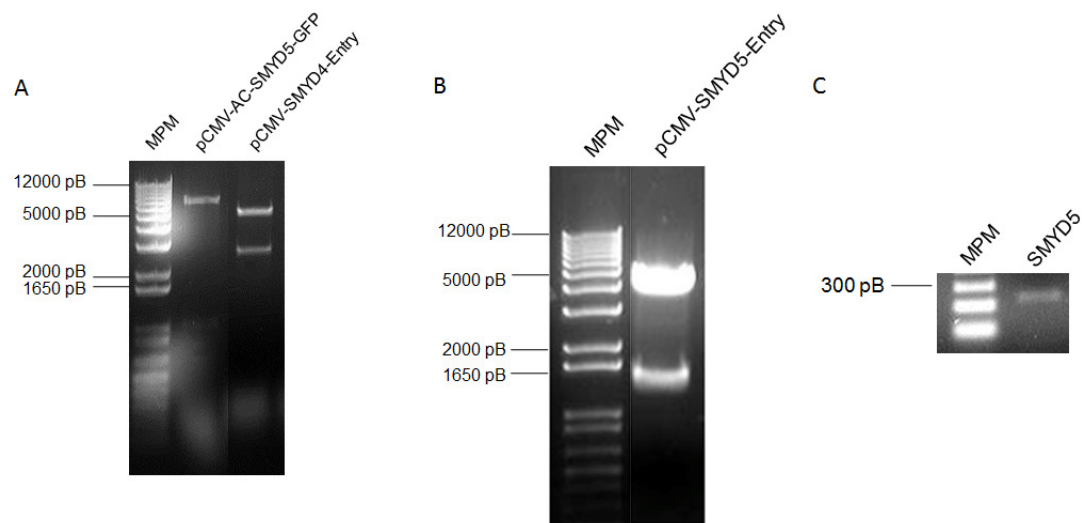 A
MPM
pCMV-AC-SMYD5-GFP
pCMV-SMYD4-Entry
12000 pB
5000 pB
2000 pB
1650 pB
B
MPM
pCMV-SMYD5-Entry
12000 pB
5000 pB
2000 pB
1650 pB
C
MPM
SMYD5
300 pB